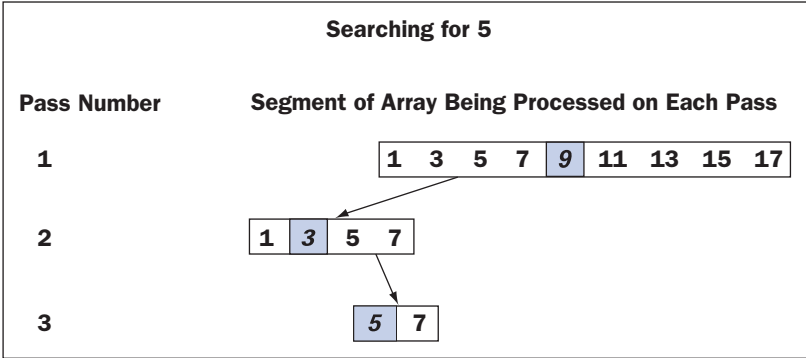 Searching for 5
Pass Number Segment of Array Being Processed on Each Pass
1 1 3 5 7 9 11 13 15 17
2 1 3 5 7
3 5 7